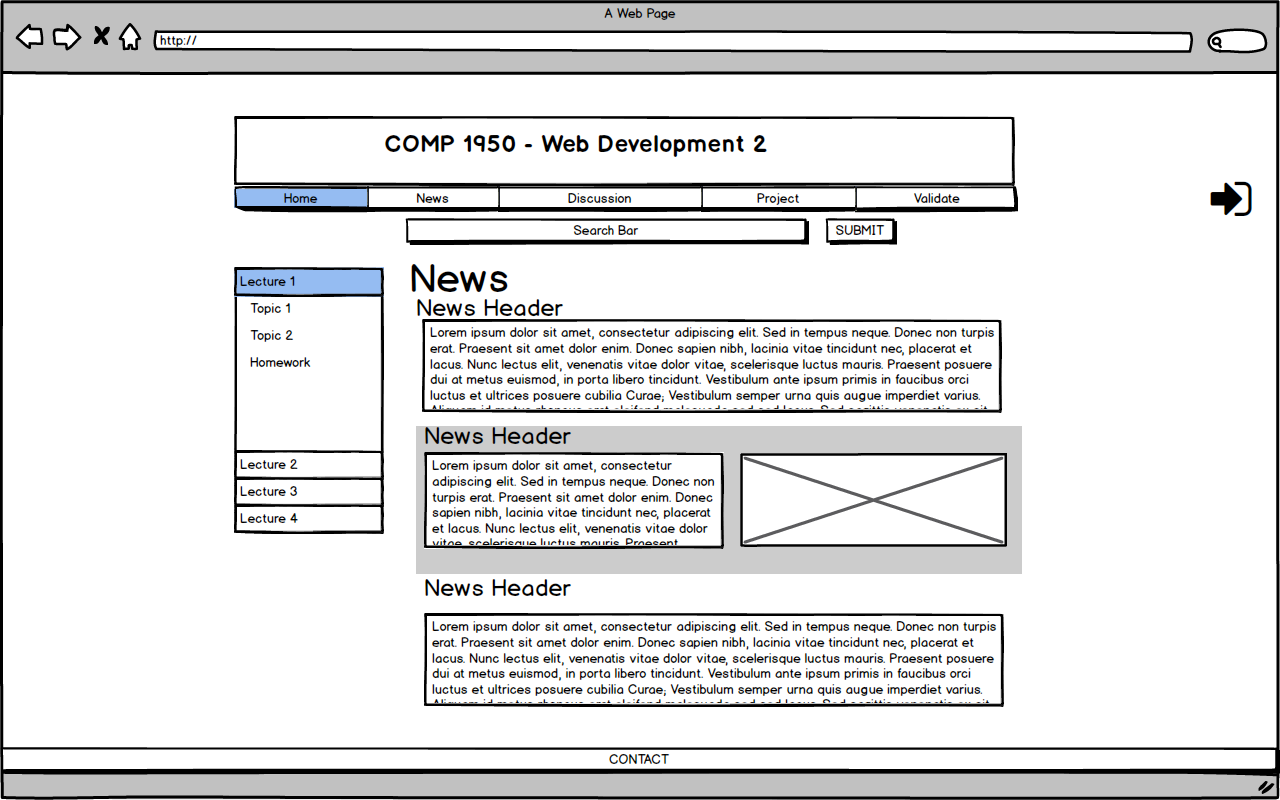 A Web Page
http://
COMP 1950 - Web Development 2
Home News Discussion Project Validate
Search Bar SUBMIT
Lecture 1
Topic 1
Topic 2
Homework
Lecture 2
Lecture 3
Lecture 4
News
News Header
Lorem ipsum dolor sit amet, consectetur adipiscing elit. Sed in tempus neque. Donec non turpis
erat. Praesent sit amet dolor enim. Donec sapien nibh, lacinia vitae tincidunt nec, placerat et
lacus. Nunc lectus elit, venenatis vitae dolor vitae, scelerisque luctus mauris. Praesent posuere
dui at metus euismod, in porta libero tincidunt. Vestibulum ante ipsum primis in faucibus orci
luctus et ultrices posuere cubilia Curae; Vestibulum semper urna quis augue imperdiet varius.
News Header
Lorem ipsum dolor sit amet, consectetur
adipiscing elit. Sed in tempus neque. Donec non
turpis erat. Praesent sit amet dolor enim. Donec
sapien nibh, lacinia vitae tincidunt nec, placerat
et lacus. Nunc lectus elit, venenatis vitae dolor
vitae, scelerisque luctus mauris. Praesent
News Header
Lorem ipsum dolor sit amet, consectetur adipiscing elit. Sed in tempus neque. Donec non turpis
erat. Praesent sit amet dolor enim. Donec sapien nibh, lacinia vitae tincidunt nec, placerat et
lacus. Nunc lectus elit, venenatis vitae dolor vitae, scelerisque luctus mauris. Praesent posuere
dui at metus euismod, in porta libero tincidunt. Vestibulum ante ipsum primis in faucibus orci
luctus et ultrices posuere cubilia Curae; Vestibulum semper urna quis augue imperdiet varius.
CONTACT